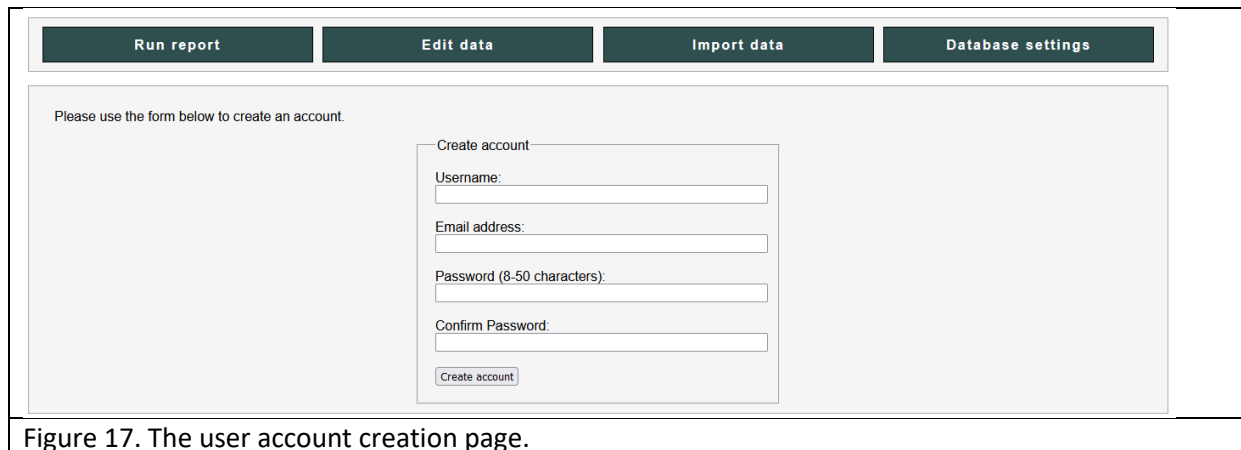 Run report Edit data Import data Database settings
Please use the form below to create an account.
Create account
Username:
Email address:
Password (8-50 characters):
Confirm Password:
Create account
Figure 17. The user account creation page.